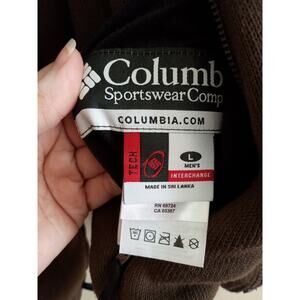 Columb
Sportswear Comp
COLUMBIA.COM
TECH
L
MEN'S
INTERCHANGE
MADE IN SRI LANKA
RN 69724
CA 05367